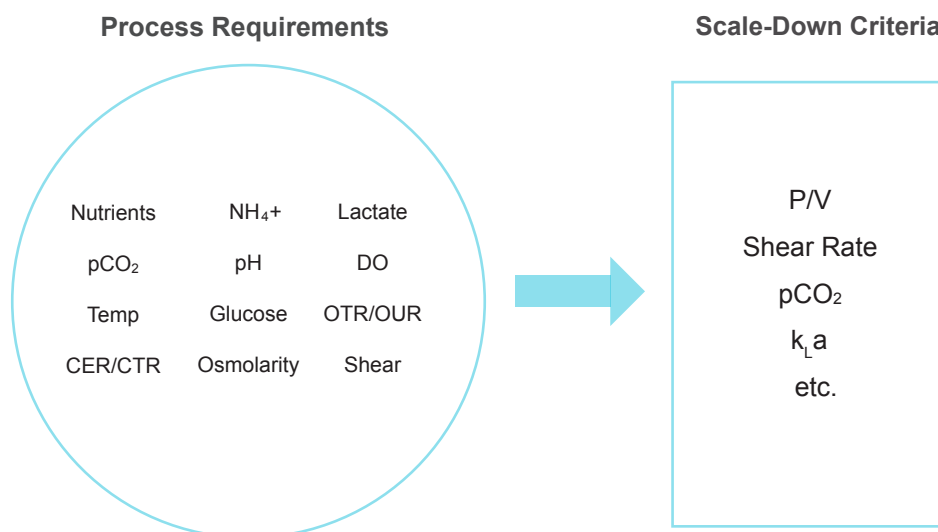 Process Requirements
Scale-Down Criteria
Nutrients NH₄+ Lactate
pCO₂ pH DO
Temp Glucose OTR/OUR
CER/CTR Osmolarity Shear
P/V
Shear Rate
pCO₂
kLa
etc.